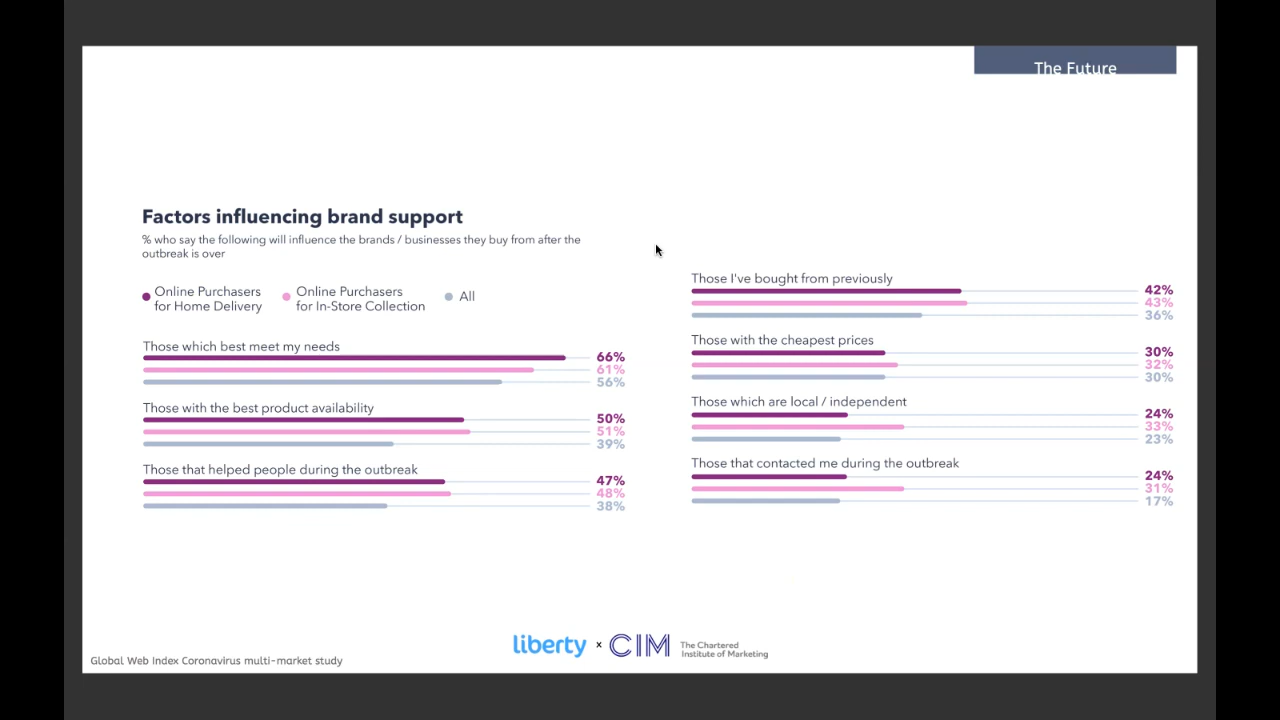 The Future
Factors influencing brand support
% who say the following will influence the brands / businesses they buy from after the
outbreak is over
Online Purchasers
for Home Delivery
Online Purchasers
for In-Store Collection
All
Those which best meet my needs
66%
61%
56%
Those with the best product availability
50%
51%
39%
Those that helped people during the outbreak
47%
48%
38%
Those I've bought from previously
42%
43%
36%
Those with the cheapest prices
30%
32%
30%
Those which are local / independent
24%
33%
23%
Those that contacted me during the outbreak
24%
31%
17%
liberty x CIM The Chartered
Institute of Marketing
Global Web Index Coronavirus multi-market study